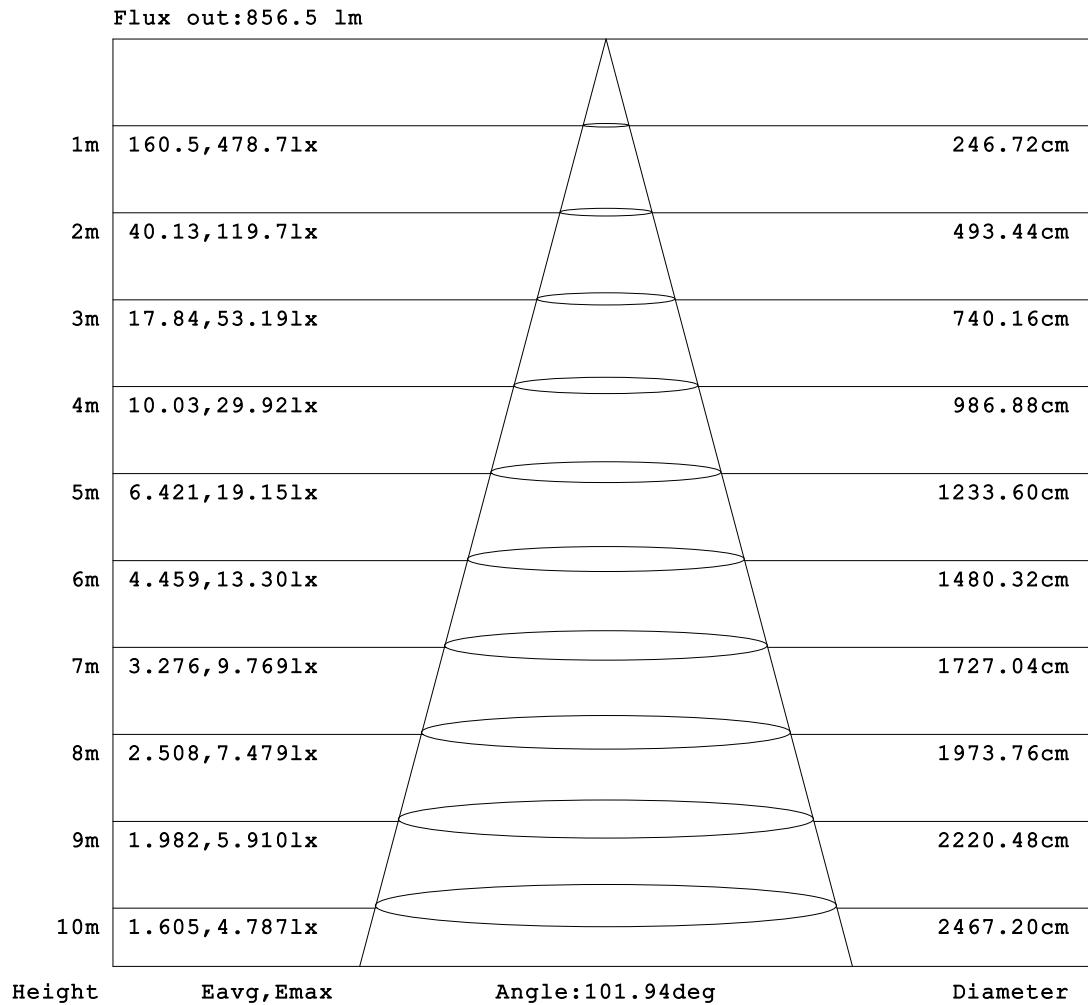 Flux out:856.5 lm
1m 160.5,478.7lx 246.72cm
2m 40.13,119.7lx 493.44cm
3m 17.84,53.19lx 740.16cm
4m 10.03,29.92lx 986.88cm
5m 6.421,19.15lx 1233.60cm
6m 4.459,13.30lx 1480.32cm
7m 3.276,9.769lx 1727.04cm
8m 2.508,7.479lx 1973.76cm
9m 1.982,5.910lx 2220.48cm
10m 1.605,4.787lx 2467.20cm
Height Eavg,Emax Angle:101.94deg Diameter